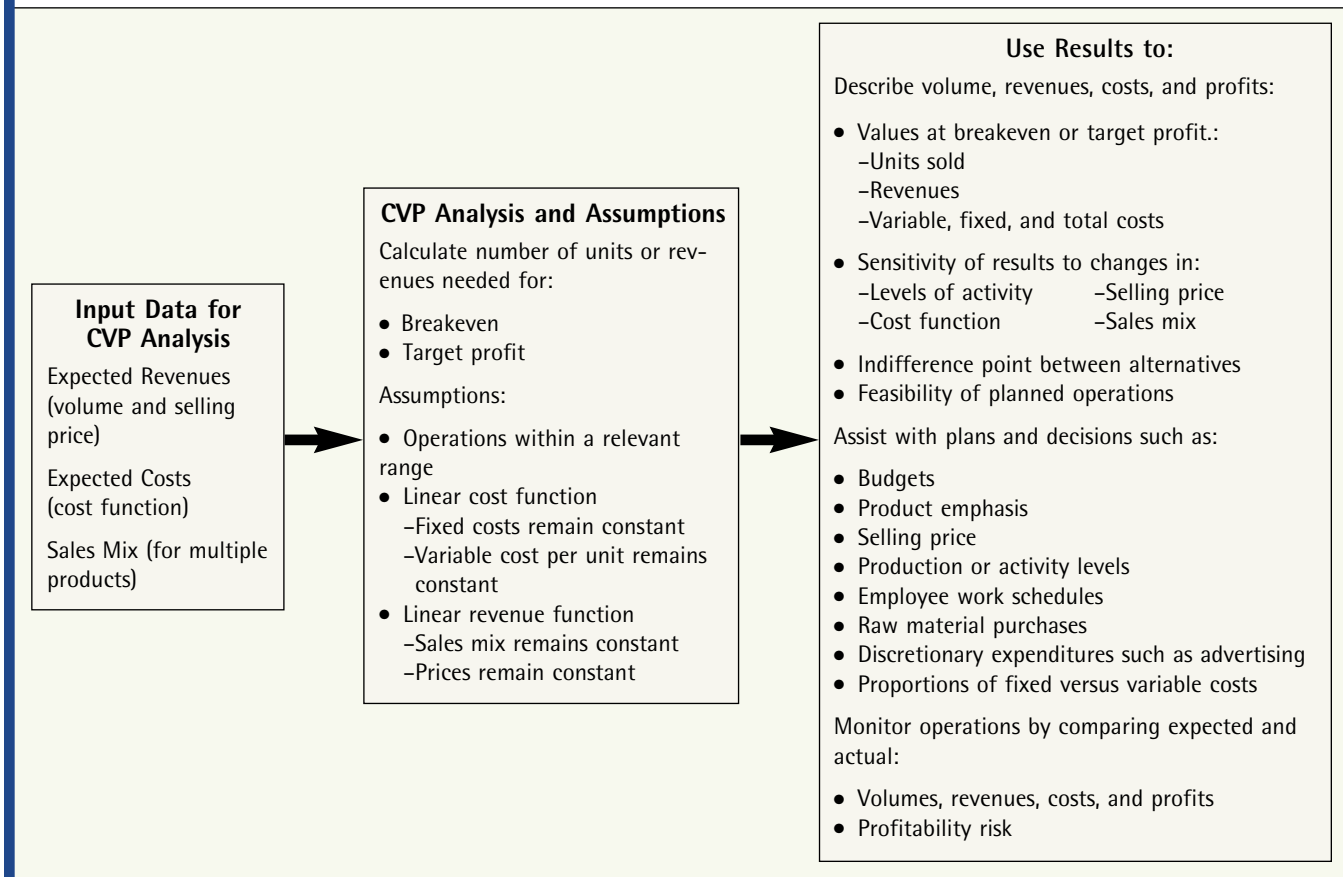 Input Data for
CVP Analysis
Expected Revenues
(volume and selling
price)
Expected Costs
(cost function)
Sales Mix (for multiple
products)
CVP Analysis and Assumptions
Calculate number of units or rev-
enues needed for:
• Breakeven
• Target profit
Assumptions:
• Operations within a relevant
range
• Linear cost function
–Fixed costs remain constant
–Variable cost per unit remains
constant
• Linear revenue function
–Sales mix remains constant
–Prices remain constant
Use Results to:
Describe volume, revenues, costs, and profits:
• Values at breakeven or target profit.:
–Units sold
–Revenues
–Variable, fixed, and total costs
• Sensitivity of results to changes in:
–Levels of activity –Selling price
–Cost function –Sales mix
• Indifference point between alternatives
• Feasibility of planned operations
Assist with plans and decisions such as:
• Budgets
• Product emphasis
• Selling price
• Production or activity levels
• Employee work schedules
• Raw material purchases
• Discretionary expenditures such as advertising
• Proportions of fixed versus variable costs
Monitor operations by comparing expected and
actual:
• Volumes, revenues, costs, and profits
• Profitability risk